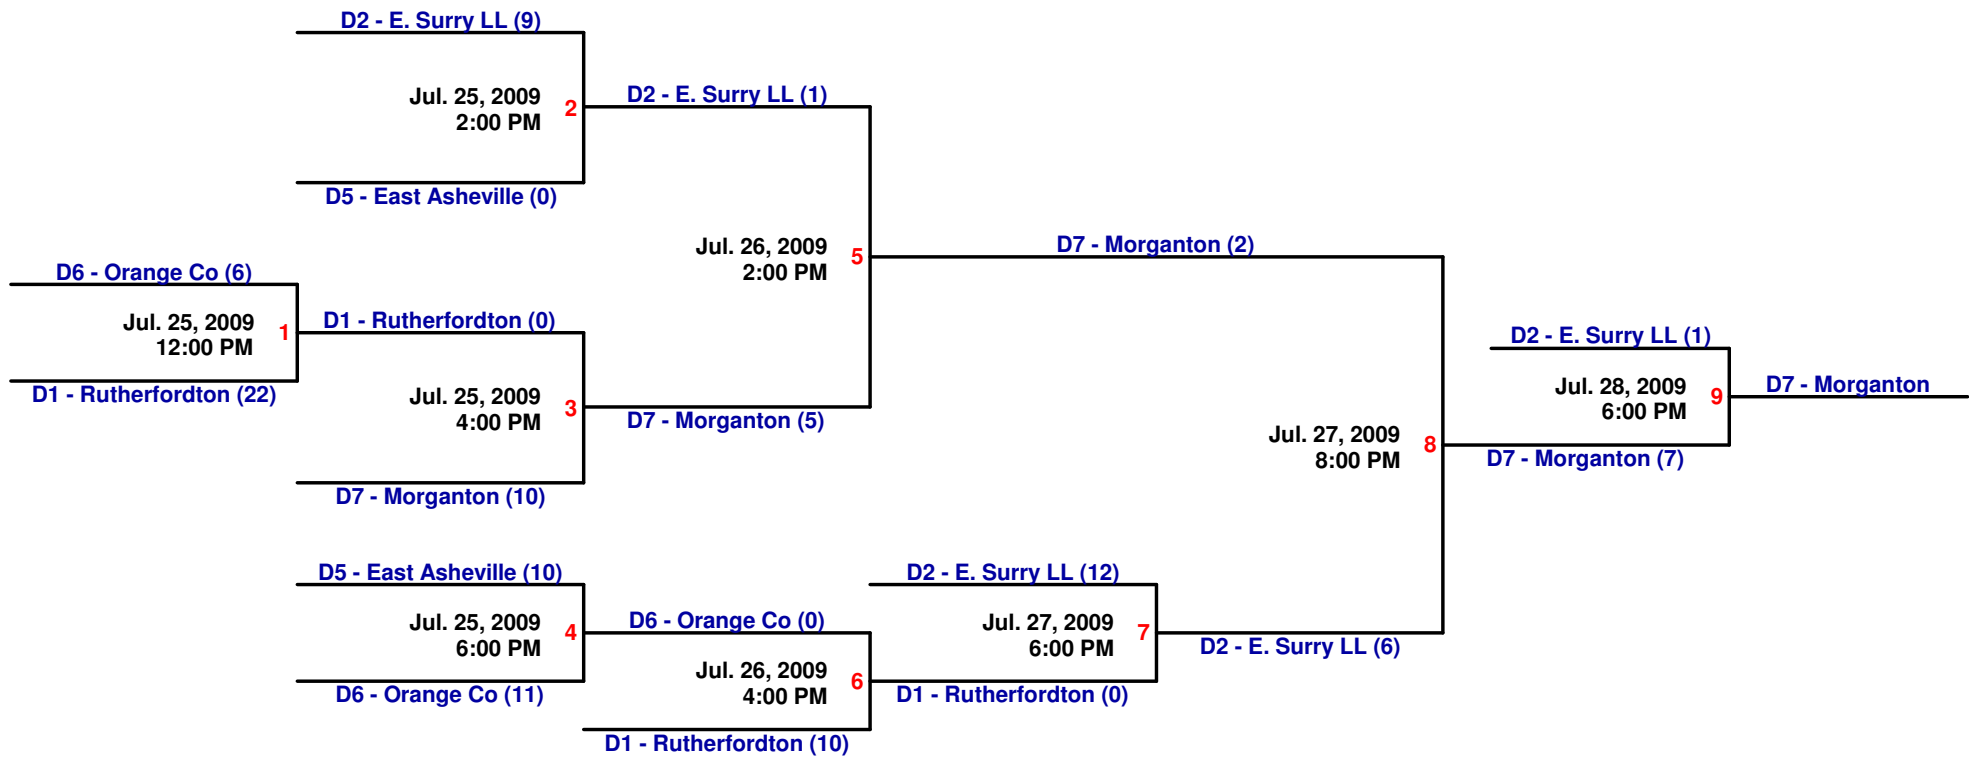 D2 - E. Surry LL (9)
Jul. 25, 2009
2:00 PM
2
D5 - East Asheville (0)
D2 - E. Surry LL (1)
D6 - Orange Co (6)
Jul. 25, 2009
12:00 PM
1
D1 - Rutherfordton (22)
D1 - Rutherfordton (0)
Jul. 25, 2009
4:00 PM
3
D7 - Morganton (10)
Jul. 26, 2009
2:00 PM
5
D7 - Morganton (5)
D7 - Morganton (2)
D5 - East Asheville (10)
Jul. 25, 2009
6:00 PM
4
D6 - Orange Co (11)
D6 - Orange Co (0)
Jul. 26, 2009
4:00 PM
6
D1 - Rutherfordton (10)
D2 - E. Surry LL (12)
Jul. 27, 2009
6:00 PM
7
D1 - Rutherfordton (0)
D2 - E. Surry LL (6)
Jul. 27, 2009
8:00 PM
8
D2 - E. Surry LL (1)
Jul. 28, 2009
6:00 PM
9
D7 - Morganton (7)
D7 - Morganton